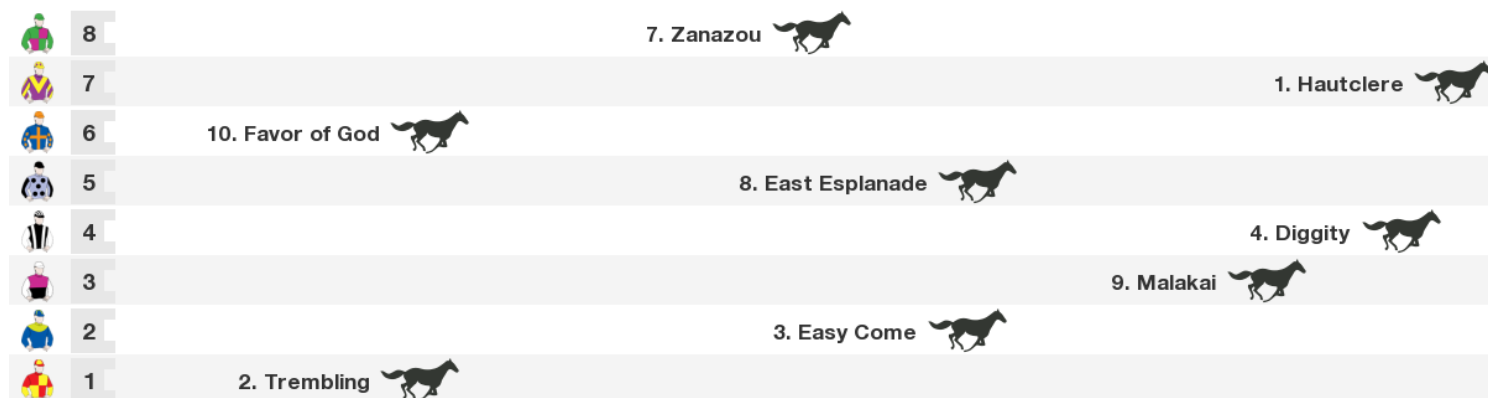 8 7. Zanazou
7 1. Hautclere
6 10. Favor of God
5 8. East Esplanade
4 4. Diggity
3 9. Malakai
2 3. Easy Come
1 2. Trembling